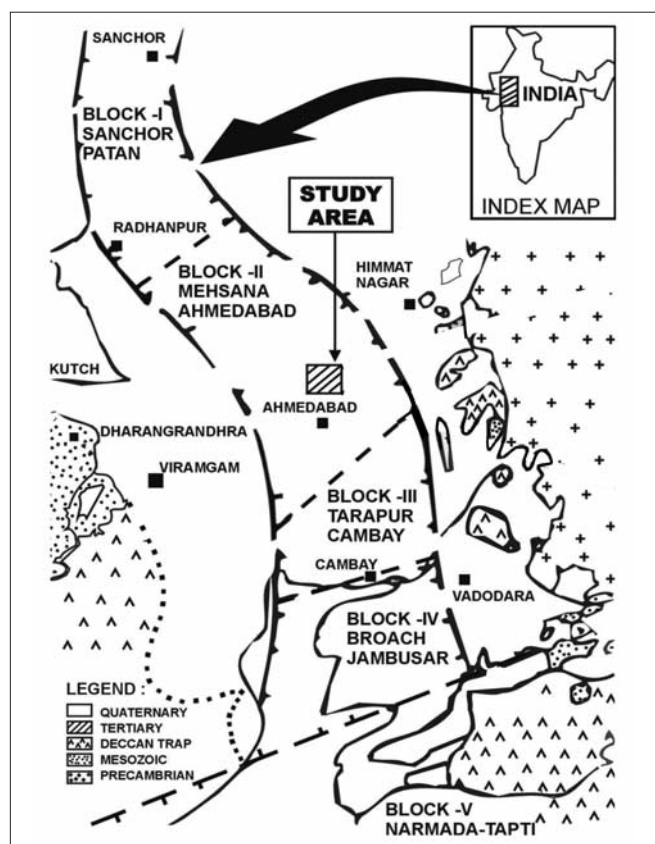 SANCHOR
BLOCK -I
SANCHOR
PATAN
INDIA
INDEX MAP
STUDY
AREA
RADHANPUR
BLOCK -II
MEHSANA
AHMEDABAD
HIMMAT
NAGAR
KUTCH
AHMEDABAD
DHARANGRANDHRA
VIRAMGAM
BLOCK -III
TARAPUR
CAMBAY
CAMBAY
VADODARA
BLOCK -IV
BROACH
JAMBUSAR
LEGEND :
QUATERNARY
TERTIARY
DECCAN TRAP
MESOZOIC
PRECAMBRIAN
BLOCK -V
NARMADA-TAPTI